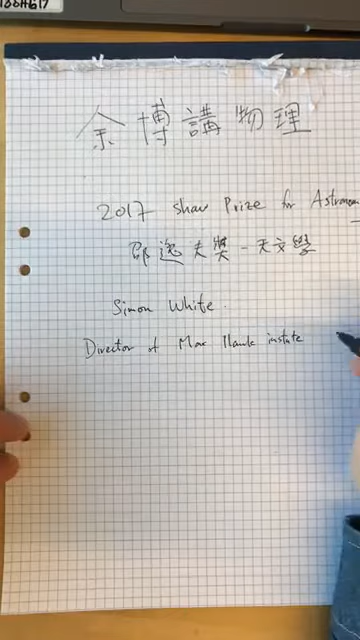 余博講物理
2017 Shaw Prize for Astronom
邵逸夫獎 - 天文學
Simon White
Director of Max Planck instute